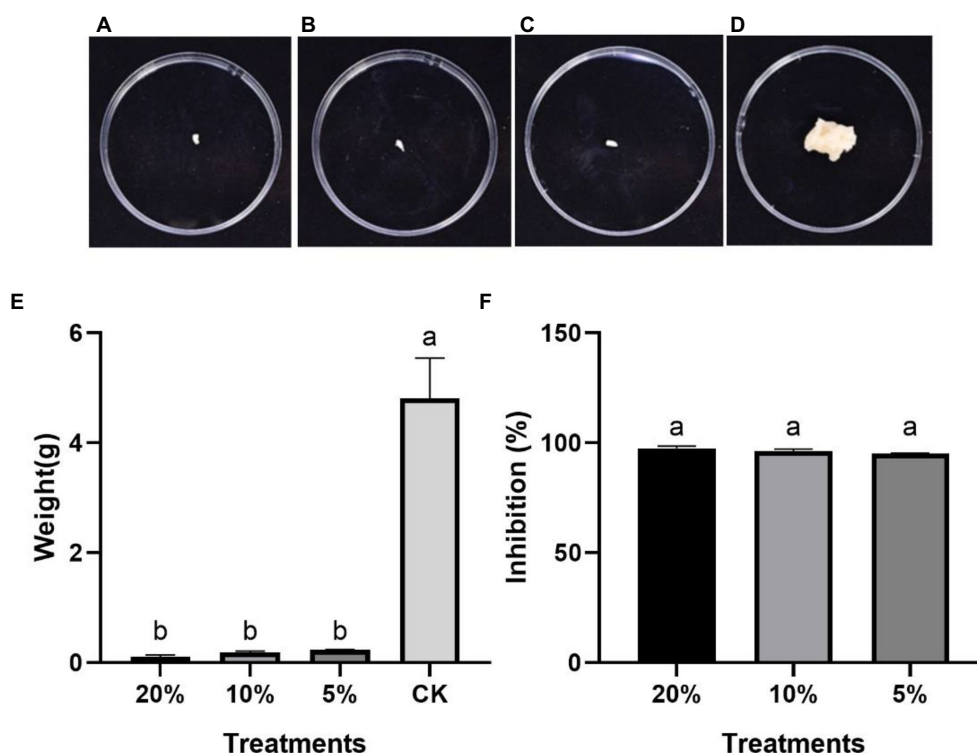 A
B
C
D
E
F
6
4
2
0
Weight(g)
a
b
b
b
20%
10%
5%
CK
Treatments
150
100
50
0
Inhibition (%)
a
a
a
20%
10%
5%
Treatments